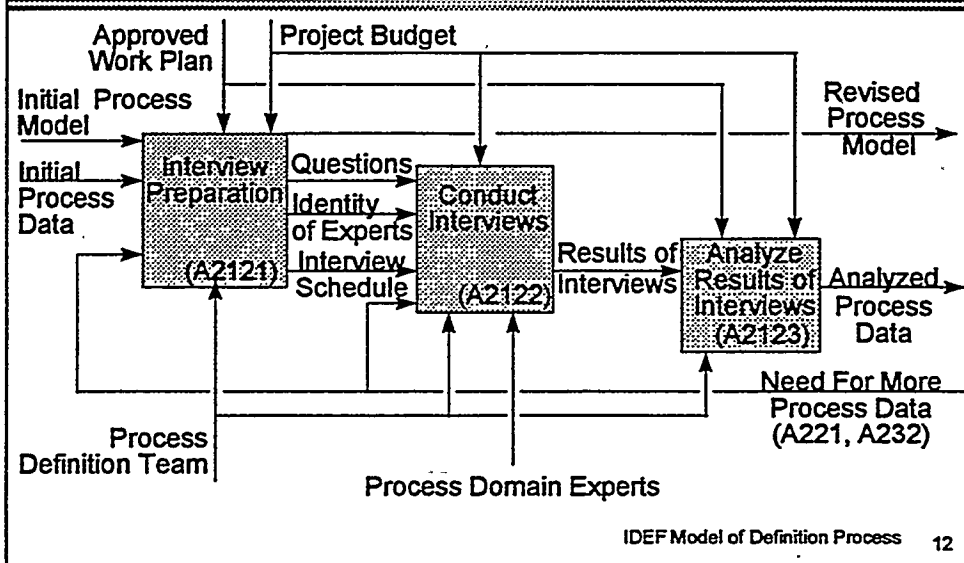 Approved
Work Plan
Project Budget
Initial Process
Model
Initial
Process
Data
Interview
Preparation
(A2121)
Questions
Identity
of Experts
Interview
Schedule
Conduct
Interviews
(A2122)
Results of
Interviews
Analyze
Results of
Interviews
(A2123)
Revised
Process
Model
Analyzed
Process
Data
Need For More
Process Data
(A221, A232)
Process
Definition Team
Process Domain Experts
IDEF Model of Definition Process 12